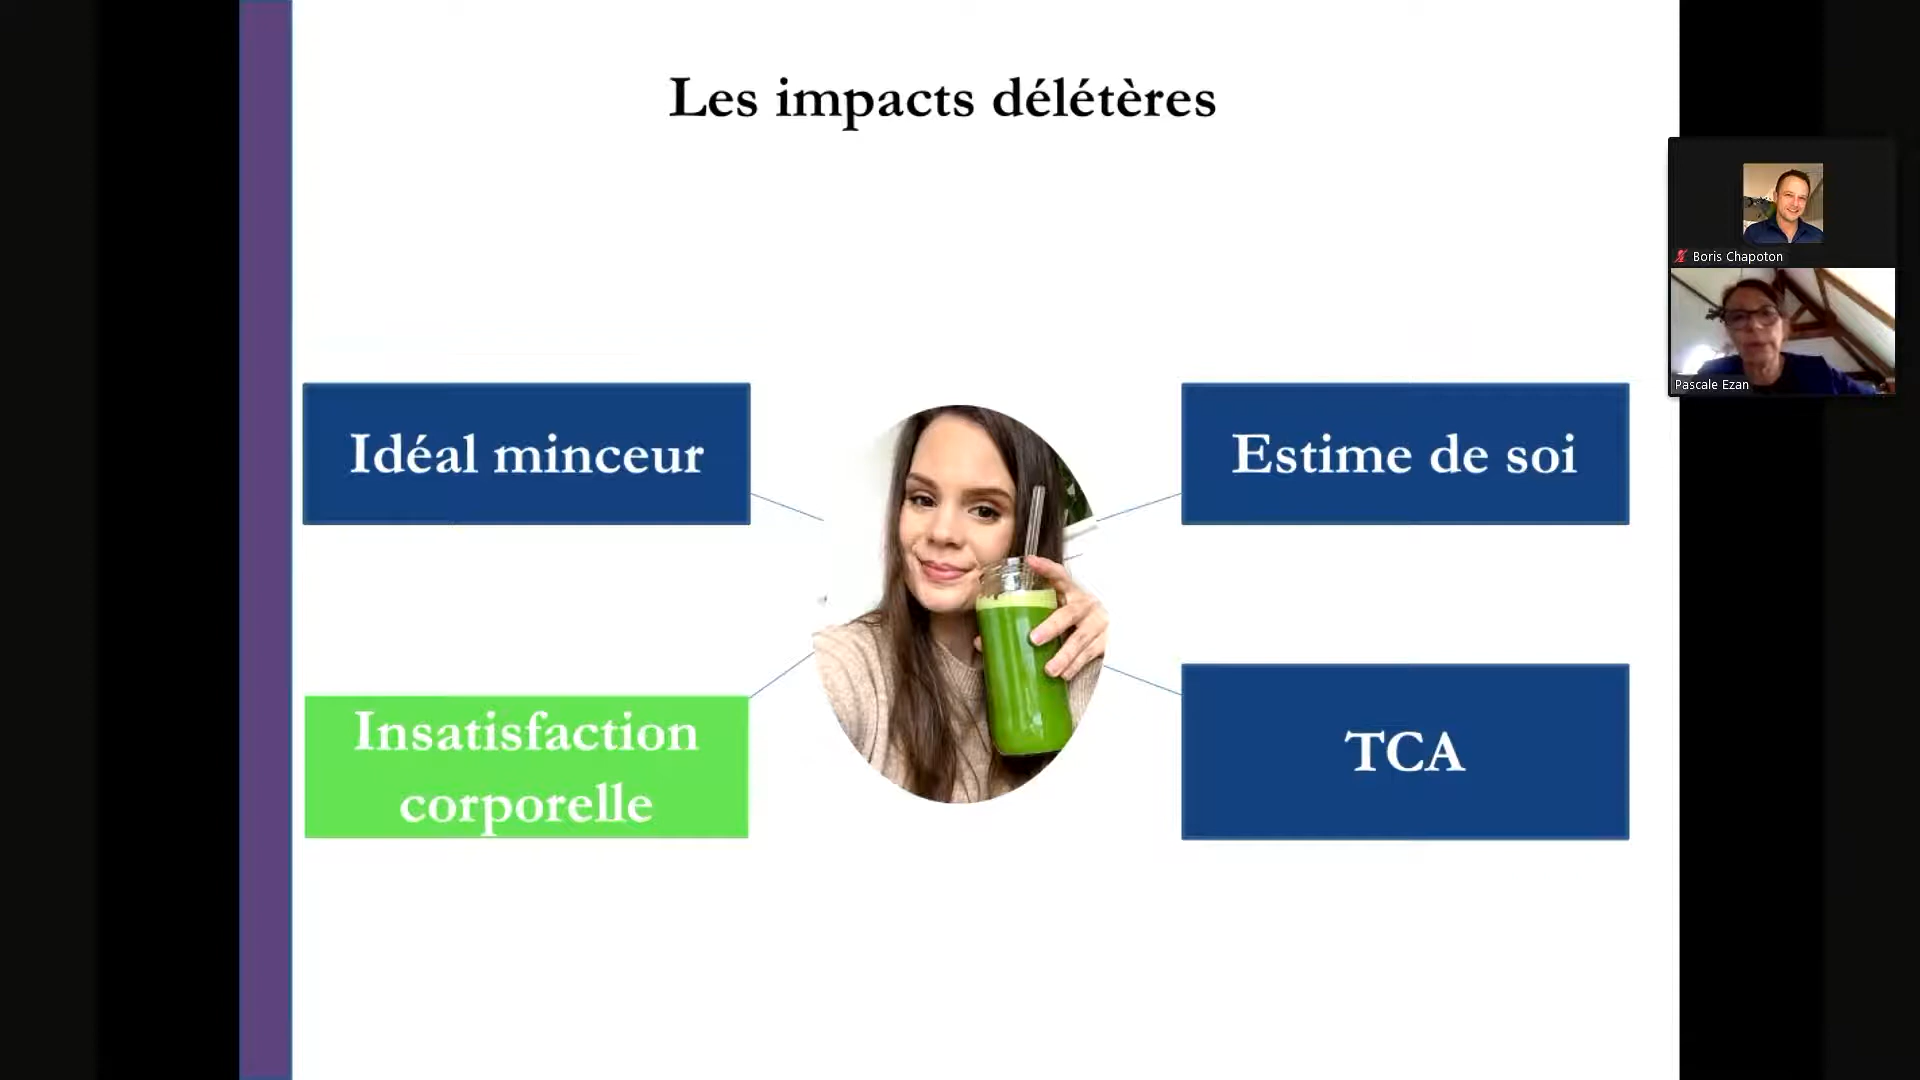 Les impacts délétères
Idéal minceur
Estime de soi
Insatisfaction
corporelle
TCA
Boris Chapoton
Pascale Ezan